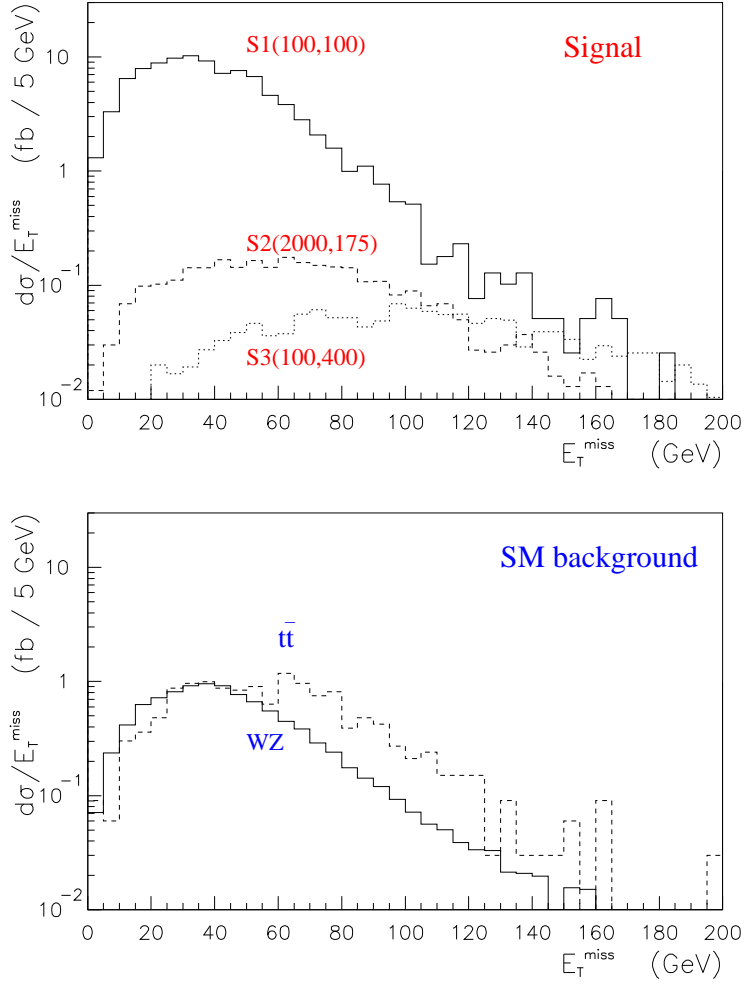 dσ/E_T^miss (fb / 5 GeV)
S1(100,100)
Signal
10
1
S2(2000,175)
10^-1
S3(100,400)
10^-2
0 20 40 60 80 100 120 140 160 180 200
E_T^miss (GeV)
dσ/E_T^miss (fb / 5 GeV)
SM background
10
tt̄
1
WZ
10^-1
10^-2
0 20 40 60 80 100 120 140 160 180 200
E_T^miss (GeV)